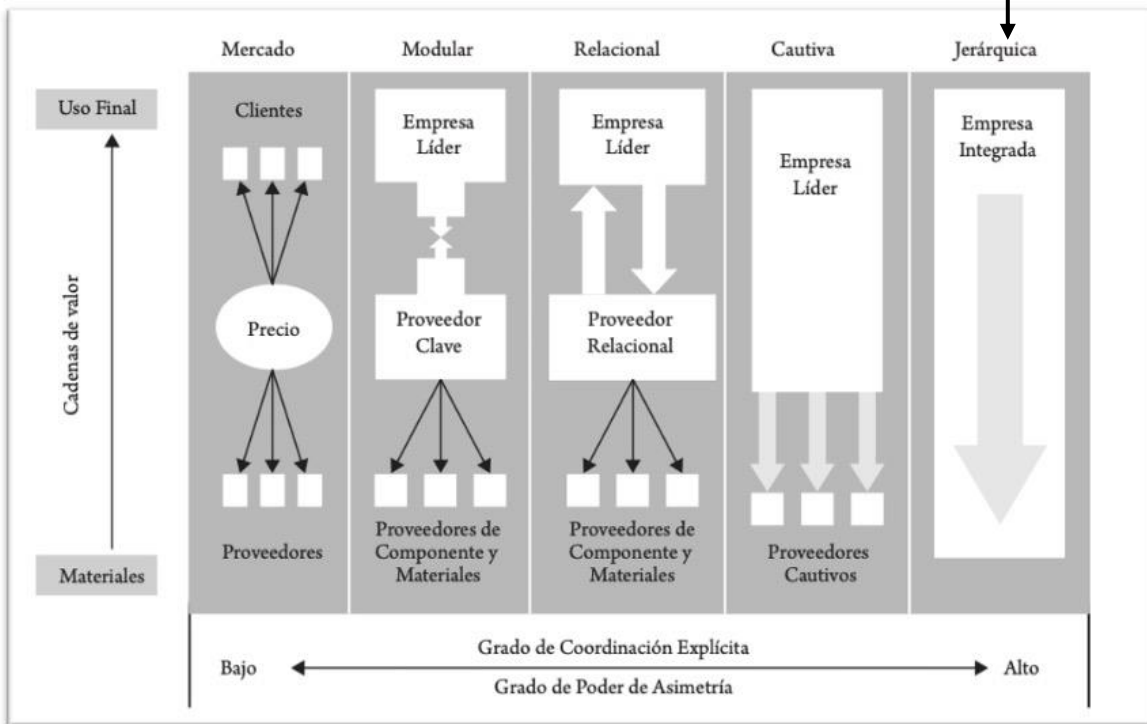 Mercado
Modular
Relacional
Cautiva
Jerárquica
Uso Final
Cadenas de valor
Materiales
Clientes
Precio
Proveedores
Empresa
Líder
Proveedor
Clave
Proveedores de
Componente y
Materiales
Empresa
Líder
Proveedor
Relacional
Proveedores de
Componente y
Materiales
Empresa
Líder
Proveedores
Cautivos
Empresa
Integrada
Grado de Coordinación Explícita
Bajo
Alto
Grado de Poder de Asimetría